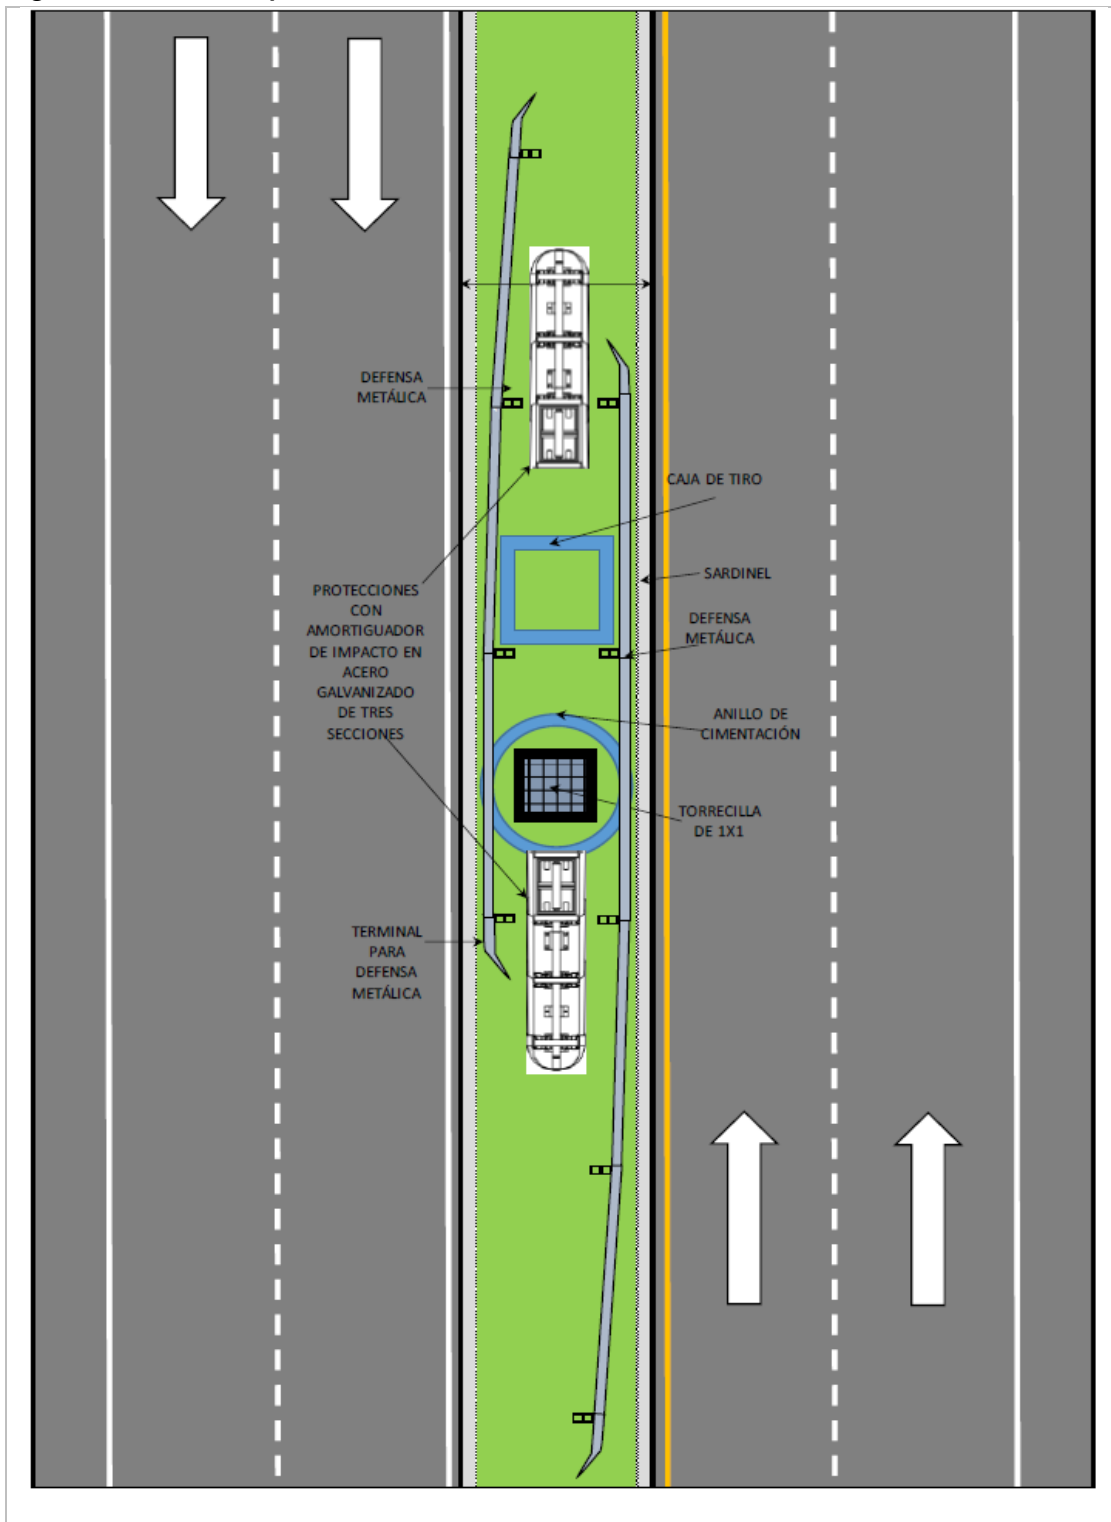 DEFENSA
METÁLICA
CAJA DE TIRO
SARDINEL
PROTECCIONES
CON
AMORTIGUADOR
DE IMPACTO EN
ACERO
GALVANIZADO
DE TRES
SECCIONES
DEFENSA
METÁLICA
ANILLO DE
CIMENTACIÓN
TORRECILLA
DE 1X1
TERMINAL
PARA
DEFENSA
METÁLICA